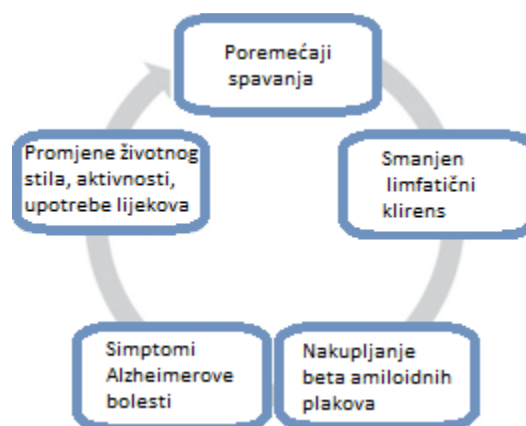 Poremećaji
spavanja
Smanjen
limfatični
klirens
Nakupljanje
beta amiloidnih
plakova
Simptomi
Alzheimerove
bolesti
Promjene životnog
stila, aktivnosti,
upotrebe lijekova